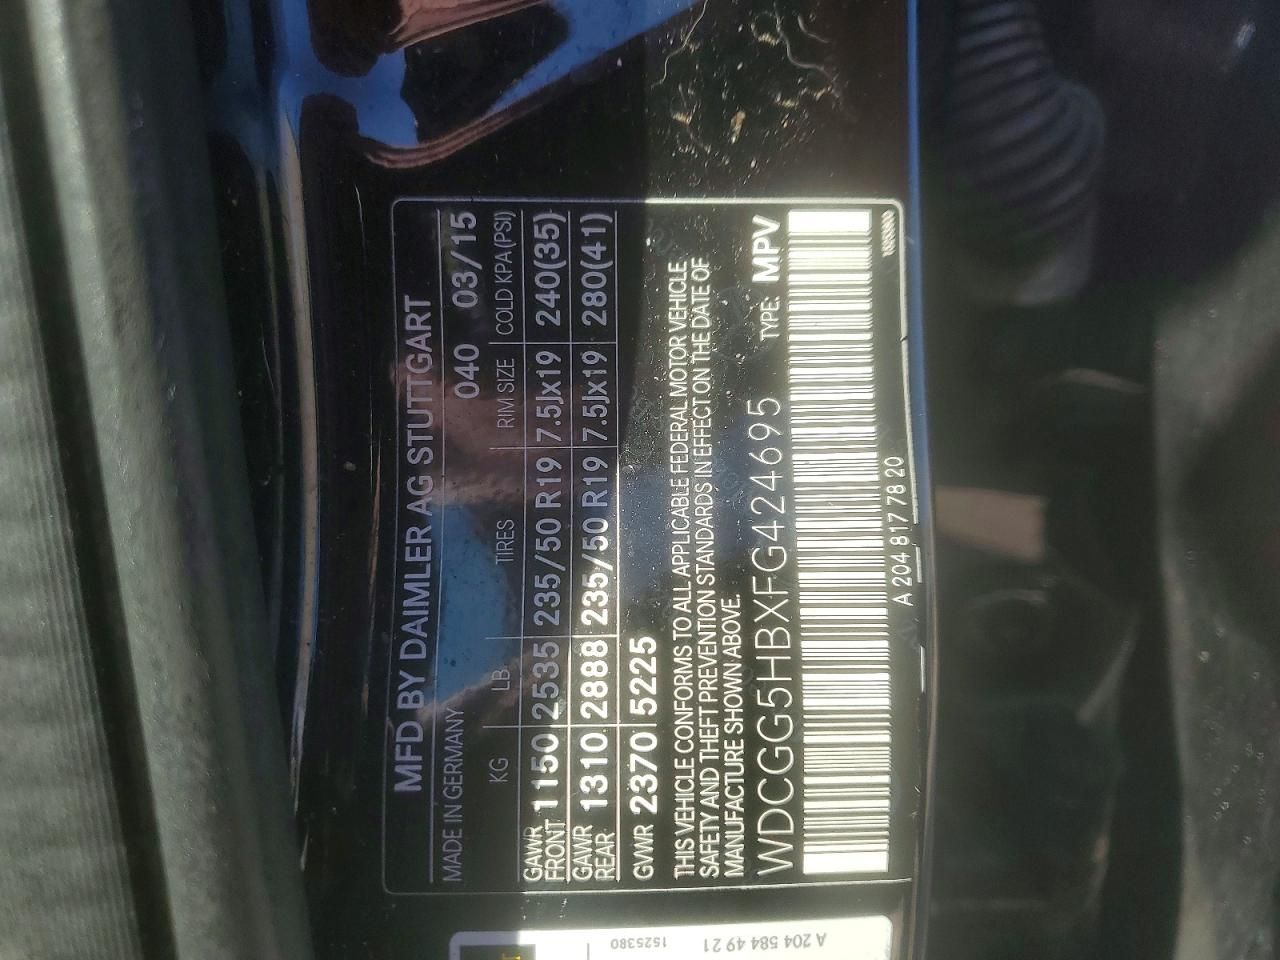 MFD BY DAIMLER AG STUTTGART
MADE IN GERMANY 040 03/15
KG LB TIRES RIM SIZE COLD KPA(PSI)
GAWR FRONT 1150 2535 235/50 R19 7.5Jx19 240(35)
GAWR REAR 1310 2888 235/50 R19 7.5Jx19 280(41)
GVWR 2370 5225
THIS VEHICLE CONFORMS TO ALL APPLICABLE FEDERAL MOTOR VEHICLE
SAFETY AND THEFT PREVENTION STANDARDS IN EFFECT ON THE DATE OF
MANUFACTURE SHOWN ABOVE.
WDCGG5HBXFG424695 TYPE: MPV
A 204 817 78 20
A 204 584 49 21
1525380